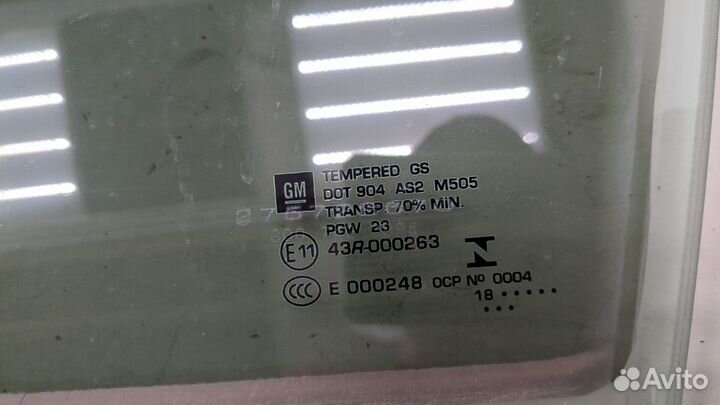 GM
TEMPERED GS
DOT 904 AS2 M505
TRANSP. 70% MIN.
PGW 23
E11 43R-000263
CCC E 000248 OCP Nº 0004
18 .....
...
Avito